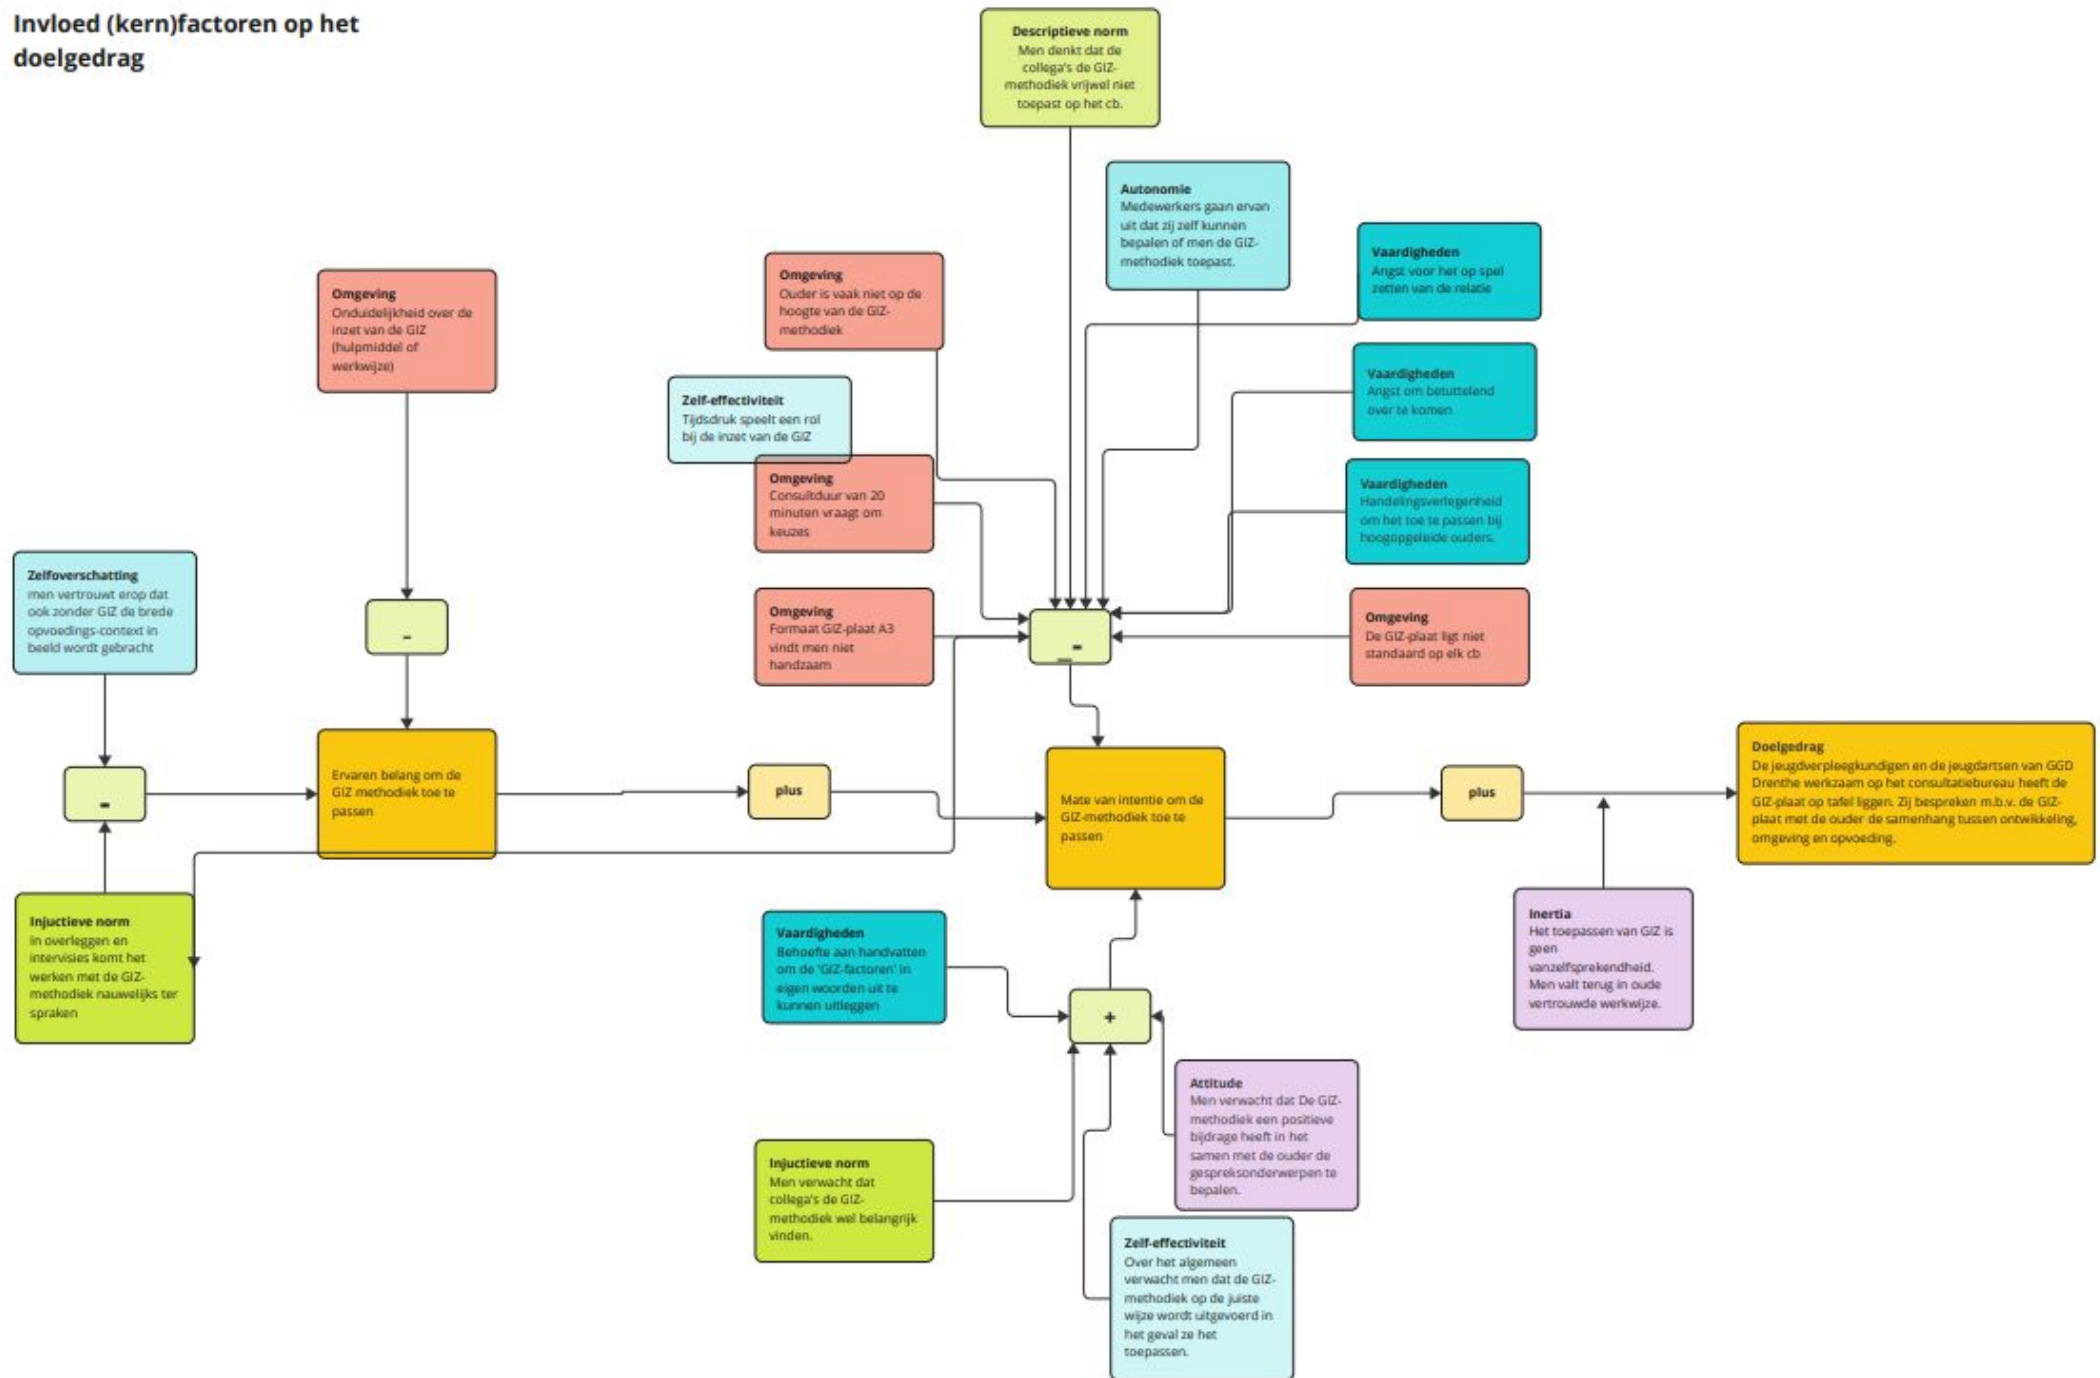 Invloed (kern)factoren op het
doelgedrag
Descriptieve norm
Men denkt dat de
collega's de GIZ-
methodiek vrijwel niet
toepast op het cb.
Autonomie
Medewerkers gaan ervan
uit dat zij zelf kunnen
bepalen of men de GIZ-
methodiek toepast.
Vaardigheden
Angst voor het op spel
zetten van de relatie
Omgeving
Ouder is vaak niet op de
hoogte van de GIZ-
methodiek
Omgeving
Onduidelijkheid over de
inzet van de GIZ
(hulpmiddel of
werkwijze)
Vaardigheden
Angst om betuttelend
over te komen
Zelf-effectiviteit
Tijdsdruk speelt een rol
bij de inzet van de GIZ
Omgeving
Consultduur van 20
minuten vraagt om
keuzes
Vaardigheden
Handelingsverlegenheid
om het toe te passen bij
hoogopgeleide ouders.
Zelfoverschatting
men vertrouwt erop dat
ook zonder GIZ de brede
opvoedings-context in
beeld wordt gebracht
-
Omgeving
Formaat GIZ-plaat A3
vindt men niet
handzaam
_-
Omgeving
De GIZ-plaat ligt niet
standaard op elk cb
-
Ervaren belang om de
GIZ methodiek toe te
passen
plus
Mate van intentie om de
GIZ-methodiek toe te
passen
plus
Doelgedrag
De jeugdverpleegkundigen en de jeugdartsen van GGD
Drenthe werkzaam op het consultatiebureau heeft de
GIZ-plaat op tafel liggen. Zij bespreken m.b.v. de GIZ-
plaat met de ouder de samenhang tussen ontwikkeling,
omgeving en opvoeding.
Injuctieve norm
In overleggen en
intervisies komt het
werken met de GIZ-
methodiek nauwelijks ter
spraken
Vaardigheden
Behoefte aan handvatten
om de 'GIZ-factoren' in
eigen woorden uit te
kunnen uitleggen
+
Inertia
Het toepassen van GIZ is
geen
vanzelfsprekendheid.
Men valt terug in oude
vertrouwde werkwijze.
Attitude
Men verwacht dat De GIZ-
methodiek een positieve
bijdrage heeft in het
samen met de ouder de
gespreksonderwerpen te
bepalen.
Injuctieve norm
Men verwacht dat
collega's de GIZ-
methodiek wel belangrijk
vinden.
Zelf-effectiviteit
Over het algemeen
verwacht men dat de GIZ-
methodiek op de juiste
wijze wordt uitgevoerd in
het geval ze het
toepassen.